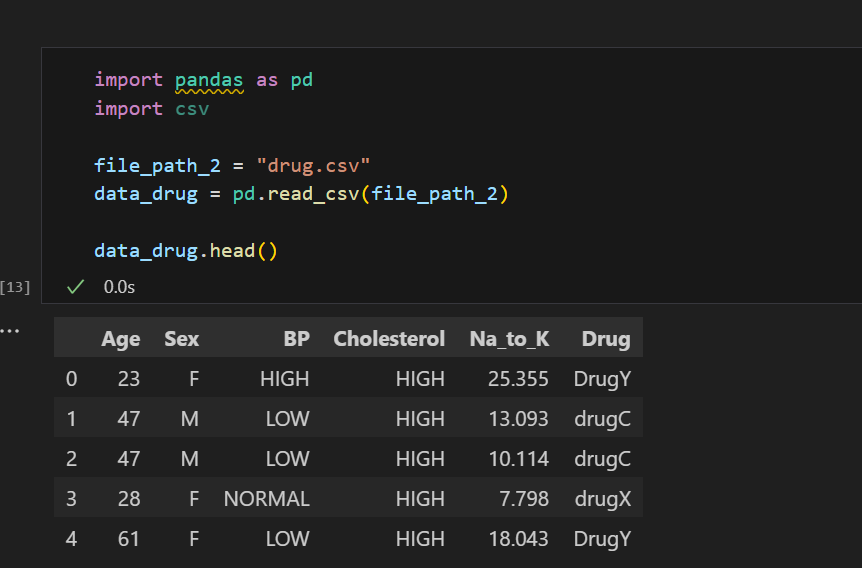 import pandas as pd
import csv
file_path_2 = "drug.csv"
data_drug = pd.read_csv(file_path_2)
data_drug.head()
[13] 0.0s
...
Age Sex BP Cholesterol Na_to_K Drug
0 23 F HIGH HIGH 25.355 DrugY
1 47 M LOW HIGH 13.093 drugC
2 47 M LOW HIGH 10.114 drugC
3 28 F NORMAL HIGH 7.798 drugX
4 61 F LOW HIGH 18.043 DrugY